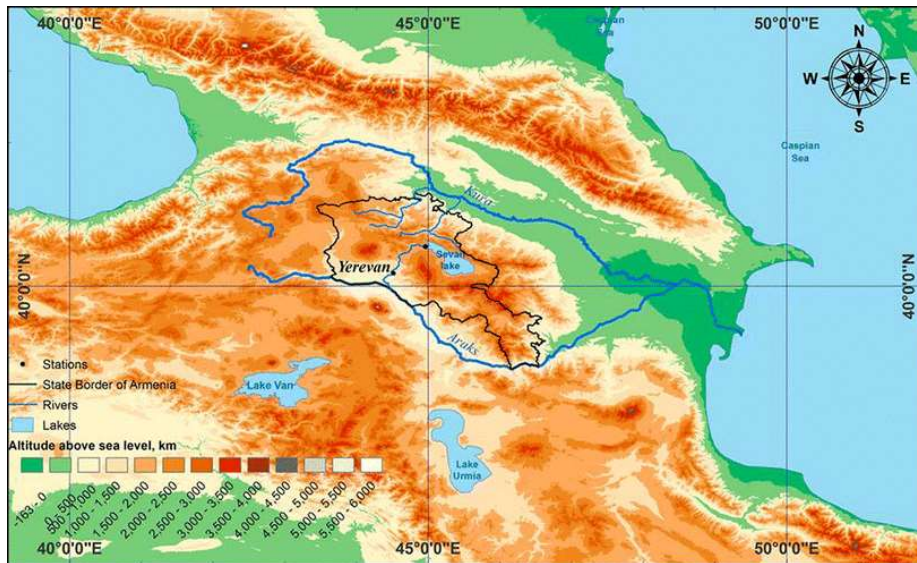 40°0'0"E
45°0'0"E
50°0'0"E
Caspian
Sea
N
W
E
S
Caspian
Sea
Kura
Sevan
lake
Yerevan
40°0'0"N
40°0'0"N
Araks
Stations
State Border of Armenia
Rivers
Lakes
Lake Van
Lake
Urmia
Altitude above sea level, km
-163 - 0
0 - 500
500 - 1,000
1,000 - 1,500
1,500 - 2,000
2,000 - 2,500
2,500 - 3,000
3,000 - 3,500
3,500 - 4,000
4,000 - 4,500
4,500 - 5,000
5,000 - 5,500
5,500 - 6,000
40°0'0"E
45°0'0"E
50°0'0"E